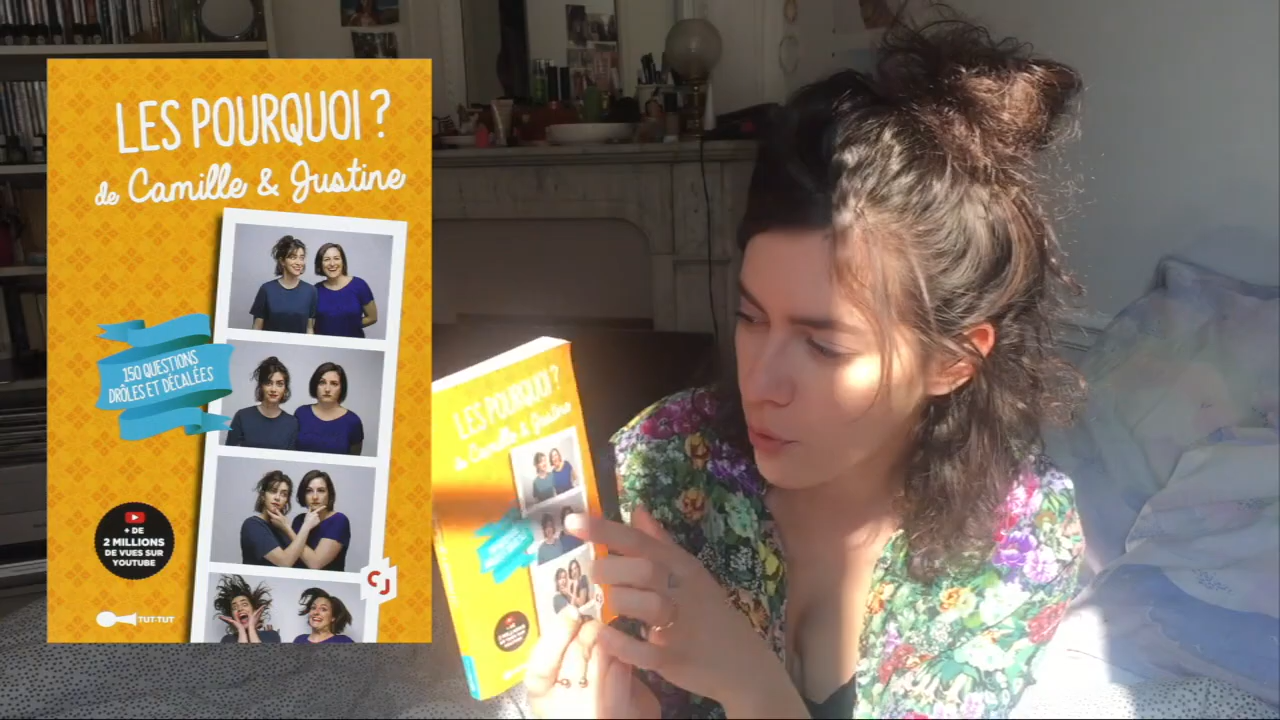 LES POURQUOI ?
de Camille & Justine
150 QUESTIONS
DRÔLES ET DÉCALÉES
+ DE
2 MILLIONS
DE VUES SUR
YOUTUBE
TUT-TUT
CJ
LES POURQUOI ?
de Camille & Justine